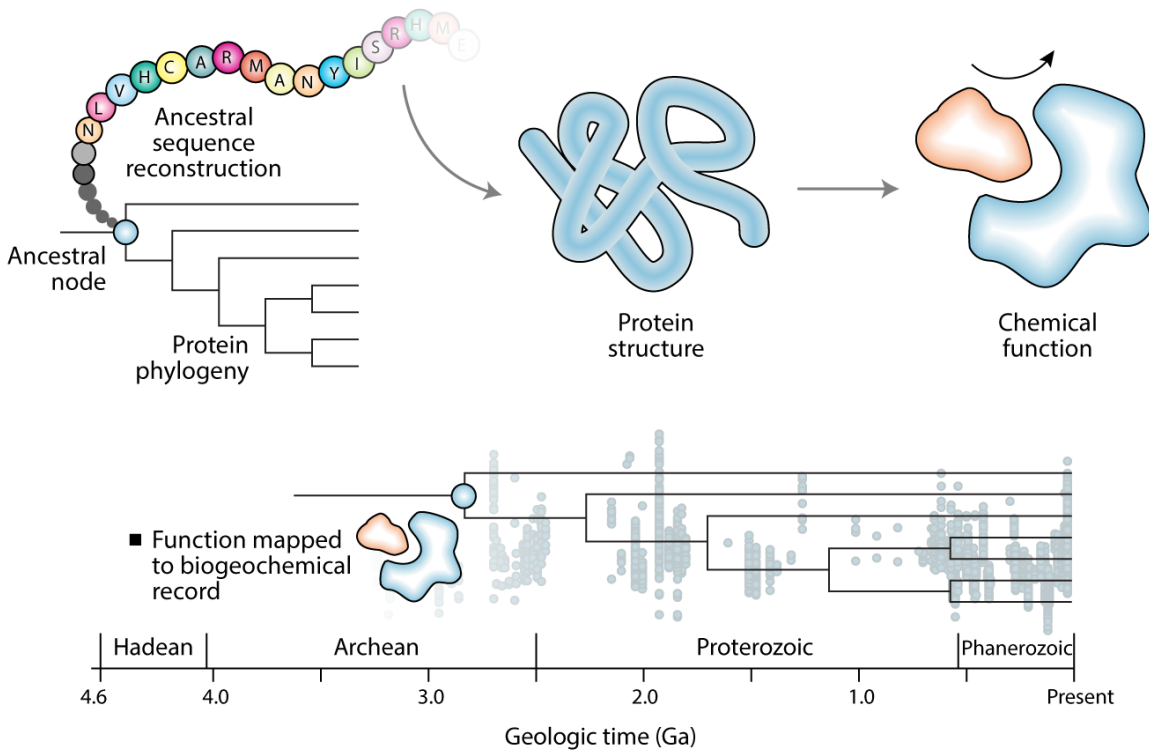 N L V H C A R M A N Y I S R H M E
Ancestral
sequence
reconstruction
Ancestral
node
Protein
phylogeny
Protein
structure
Chemical
function
■ Function mapped
to biogeochemical
record
Hadean
Archean
Proterozoic
Phanerozoic
4.6
4.0
3.0
2.0
1.0
Present
Geologic time (Ga)